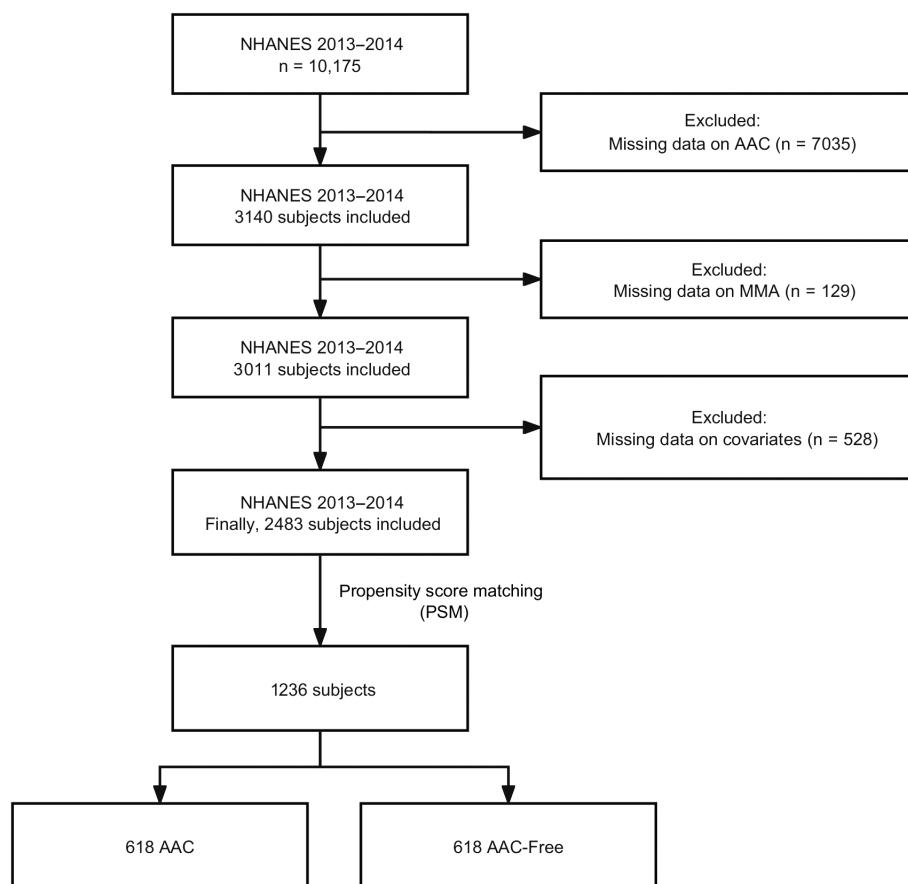 NHANES 2013–2014
n = 10,175
Excluded:
Missing data on AAC (n = 7035)
NHANES 2013–2014
3140 subjects included
Excluded:
Missing data on MMA (n = 129)
NHANES 2013–2014
3011 subjects included
Excluded:
Missing data on covariates (n = 528)
NHANES 2013–2014
Finally, 2483 subjects included
Propensity score matching
(PSM)
1236 subjects
618 AAC
618 AAC-Free